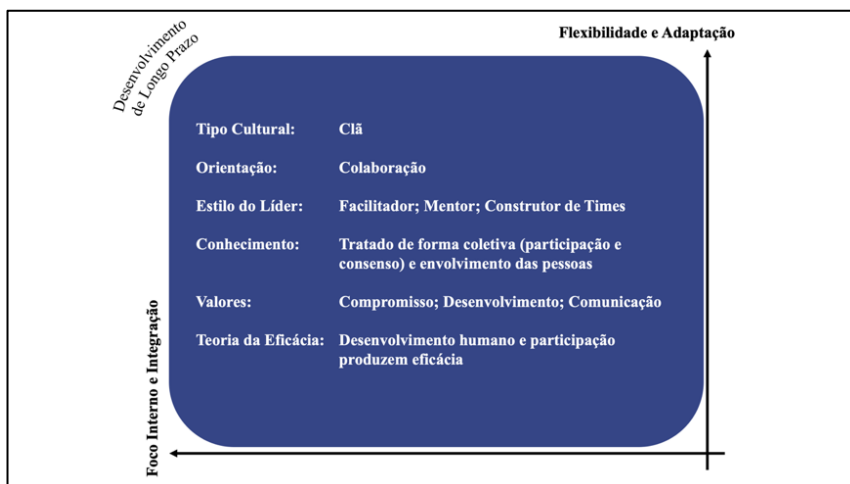 Desenvolvimento
de Longo Prazo
Flexibilidade e Adaptação
Tipo Cultural: Clã
Orientação: Colaboração
Estilo do Líder: Facilitador; Mentor; Construtor de Times
Conhecimento: Tratado de forma coletiva (participação e
consenso) e envolvimento das pessoas
Valores: Compromisso; Desenvolvimento; Comunicação
Teoria da Eficácia: Desenvolvimento humano e participação
produzem eficácia
Foco Interno e Integração